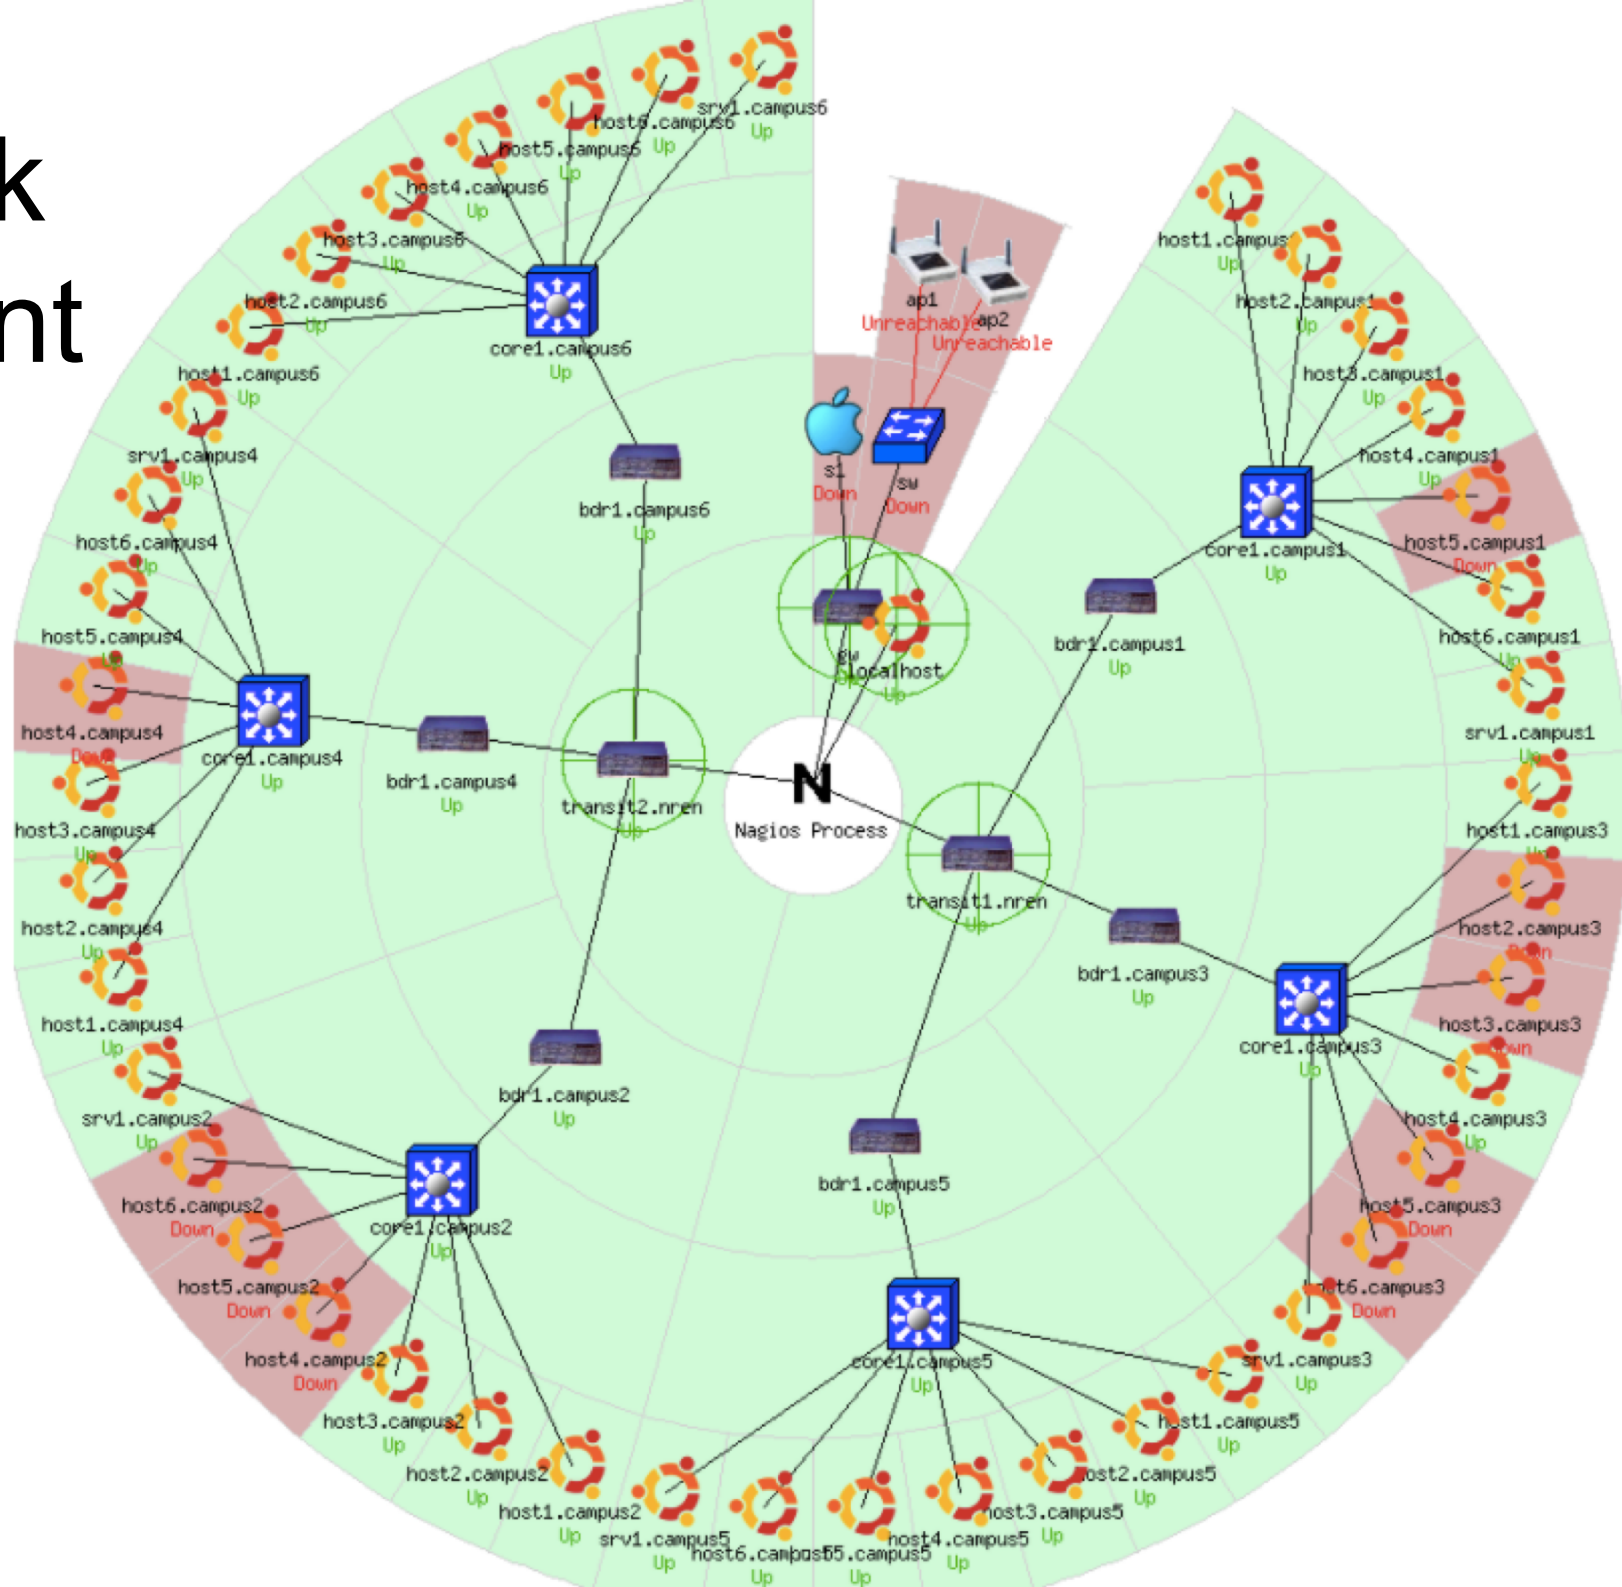 k
nt
srv1.campus6
Up
host6.campus6
Up
host5.campus6
Up
host4.campus6
Up
host3.campus6
Up
host2.campus6
Up
host1.campus6
Up
core1.campus6
Up
bdr1.campus6
Up
ap1
Unreachable
ap2
Unreachable
s1
Down
sw
Down
gw
Up
localhost
Up
host1.campus
Up
host2.campus1
Up
host3.campus1
Up
host4.campus1
Up
host5.campus1
Down
host6.campus1
Up
srv1.campus1
Up
core1.campus1
Up
bdr1.campus1
Up
srv1.campus4
Up
host6.campus4
Up
host5.campus4
Up
host4.campus4
Down
host3.campus4
Up
host2.campus4
Up
host1.campus4
Up
core1.campus4
Up
bdr1.campus4
Up
transit2.nren
Up
N
Nagios Process
transit1.nren
Up
host1.campus3
Up
host2.campus3
Down
host3.campus3
Down
host4.campus3
Up
host5.campus3
Down
host6.campus3
Down
srv1.campus3
Up
core1.campus3
Up
bdr1.campus3
Up
bdr1.campus2
Up
core1.campus2
Up
srv1.campus2
Up
host6.campus2
Down
host5.campus2
Down
host4.campus2
Down
host3.campus2
Up
host2.campus2
Up
host1.campus2
Up
bdr1.campus5
Up
core1.campus5
Up
host1.campus5
Up
host2.campus5
Up
host3.campus5
Up
host4.campus5
Up
5.campus5
Up
host6.campus5
Up
srv1.campus5
Up